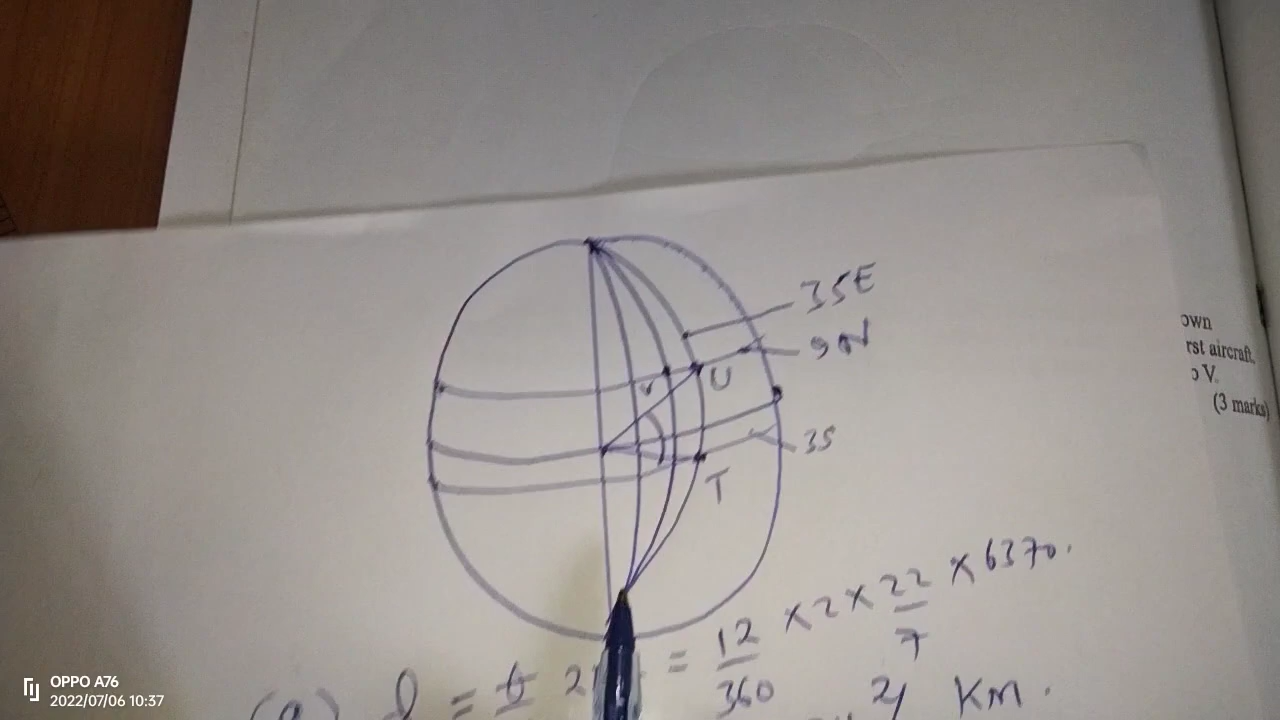 35E
9N
V U
3S
T
own
rst aircraft.
o V.
(3 marks)
= 12/360 × 2 × 22/7 × 6370.
(a) l =
KM.
OPPO A76
2022/07/06 10:37